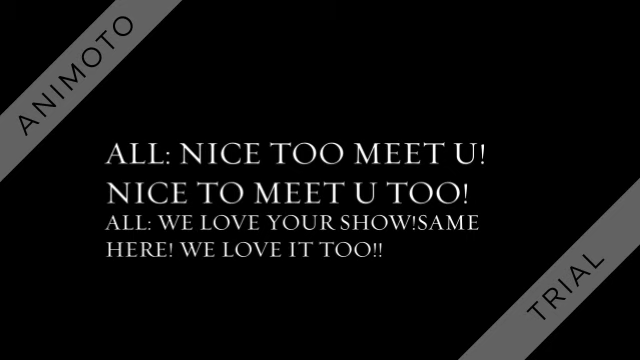 ANIMOTO
ALL: NICE TOO MEET U!
NICE TO MEET U TOO!
ALL: WE LOVE YOUR SHOW!SAME
HERE! WE LOVE IT TOO!!
TRIAL